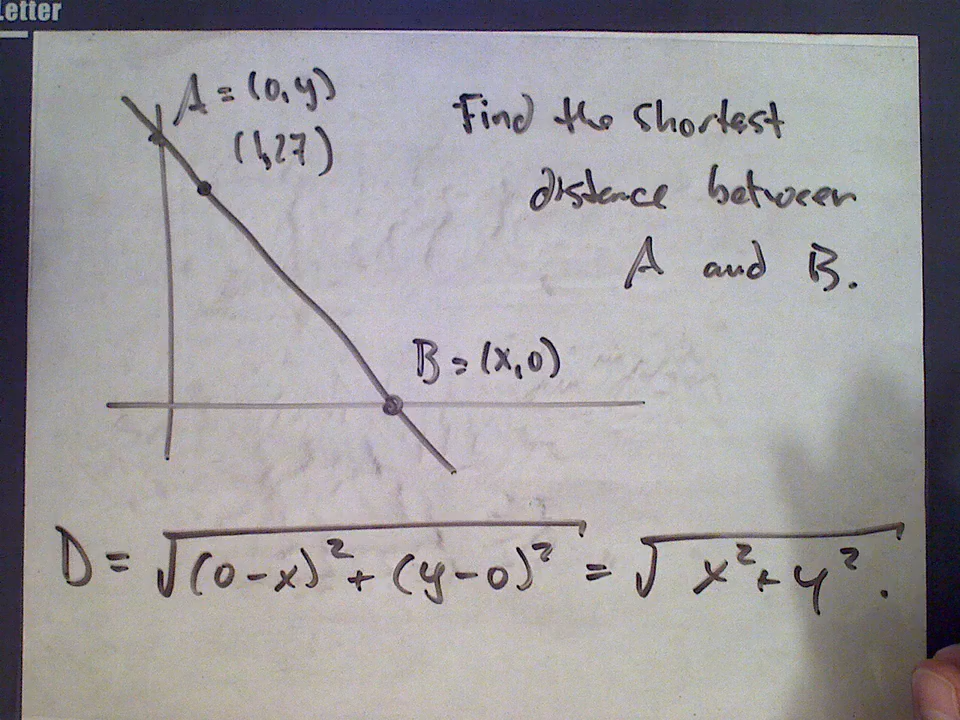 Letter
A = (0, y)
(1,27)
Find the shortest
distance between
A and B.
B = (x, 0)
D = √(0-x)² + (y-0)² = √x² + y².